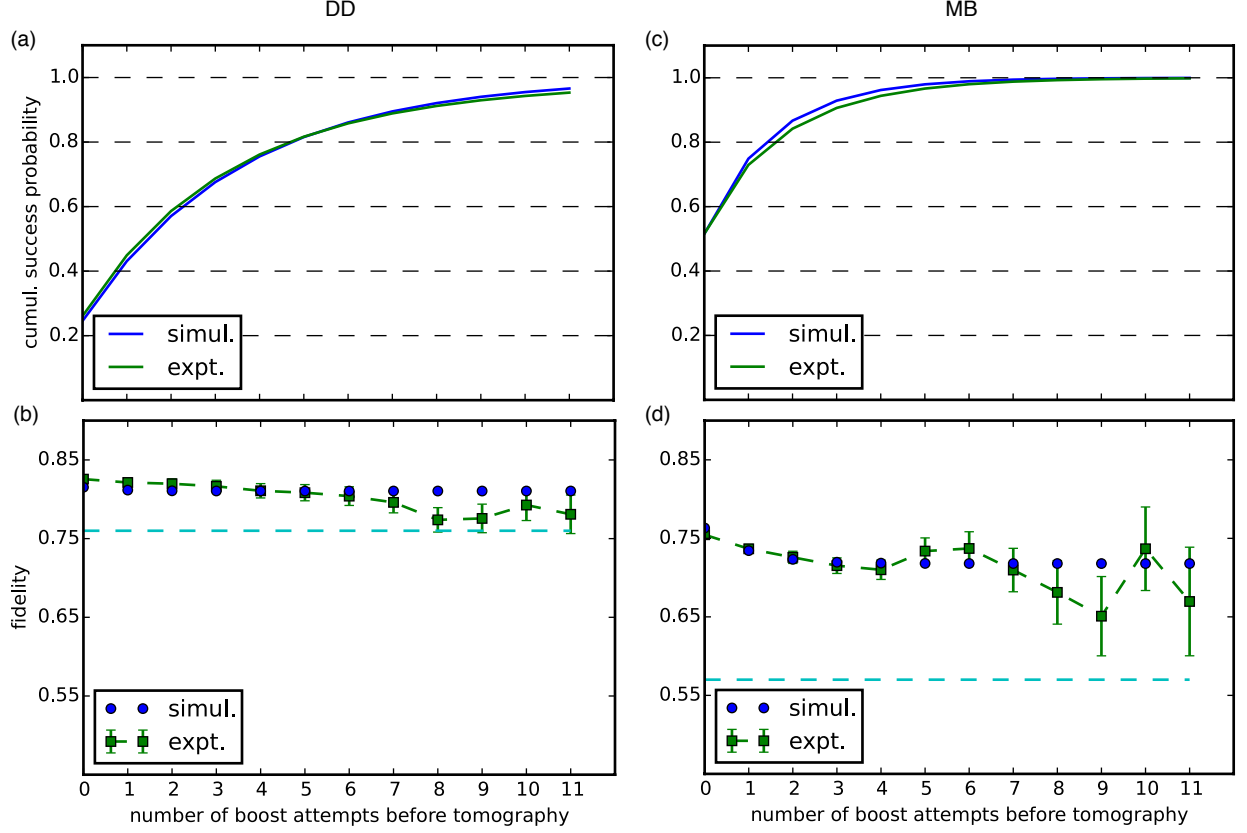 DD
MB
(a)
1.0
0.8
0.6
0.4
0.2
cumul. success probability
simul.
expt.
(c)
1.0
0.8
0.6
0.4
0.2
simul.
expt.
(b)
0.85
0.75
0.65
0.55
fidelity
simul.
expt.
0 1 2 3 4 5 6 7 8 9 10 11
number of boost attempts before tomography
(d)
0.85
0.75
0.65
0.55
simul.
expt.
0 1 2 3 4 5 6 7 8 9 10 11
number of boost attempts before tomography